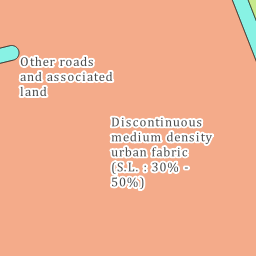 Other roads
and associated
land
Discontinuous
medium density
urban fabric
(S.L. : 30% -
50%)